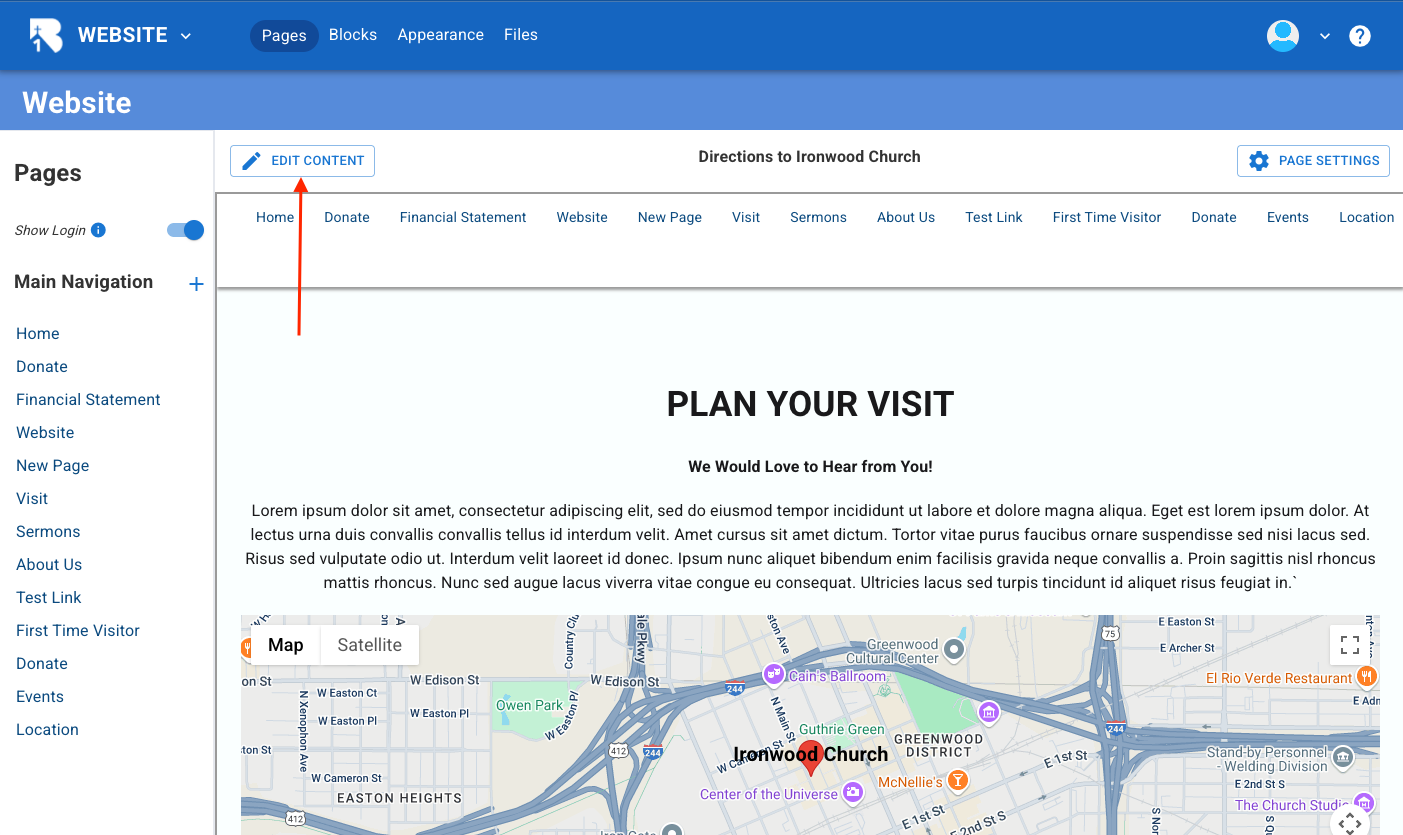 WEBSITE
Pages
Blocks
Appearance
Files
Website
Pages
Show Login
Main Navigation
Home
Donate
Financial Statement
Website
New Page
Visit
Sermons
About Us
Test Link
First Time Visitor
Donate
Events
Location
EDIT CONTENT
Directions to Ironwood Church
PAGE SETTINGS
Home Donate Financial Statement Website New Page Visit Sermons About Us Test Link First Time Visitor Donate Events Location
PLAN YOUR VISIT
We Would Love to Hear from You!
Lorem ipsum dolor sit amet, consectetur adipiscing elit, sed do eiusmod tempor incididunt ut labore et dolore magna aliqua. Eget est lorem ipsum dolor. At
lectus urna duis convallis convallis tellus id interdum velit. Amet cursus sit amet dictum. Tortor vitae purus faucibus ornare suspendisse sed nisi lacus sed.
Risus sed vulputate odio ut. Interdum velit laoreet id donec. Ipsum nunc aliquet bibendum enim facilisis gravida neque convallis a. Proin sagittis nisl rhoncus
mattis rhoncus. Nunc sed augue lacus viverra vitae congue eu consequat. Ultricies lacus sed turpis tincidunt id aliquet risus feugiat in.`
Map
Satellite
Country Clu
ale Pkwy
75
E Easton St
E Archer St
Greenwood
Cultural Center
Cain's Ballroom
El Rio Verde Restaurant
on St
W Easton Ct
W Edison St
W Edison St
244
Owen Park
W Easton Pl
W Easton Pl
W Easton Pl
N Xenophon Ave
N Main St
Guthrie Green
GREENWOOD
DISTRICT
244
412
244
Ironwood Church
E 1st St
Stand-by Personnel
- Welding Division
W Cameron St
EASTON HEIGHTS
Center of the Universe
McNellie's
E 2nd St S
The Church Studio
412
E 1st St
E 2nd St S